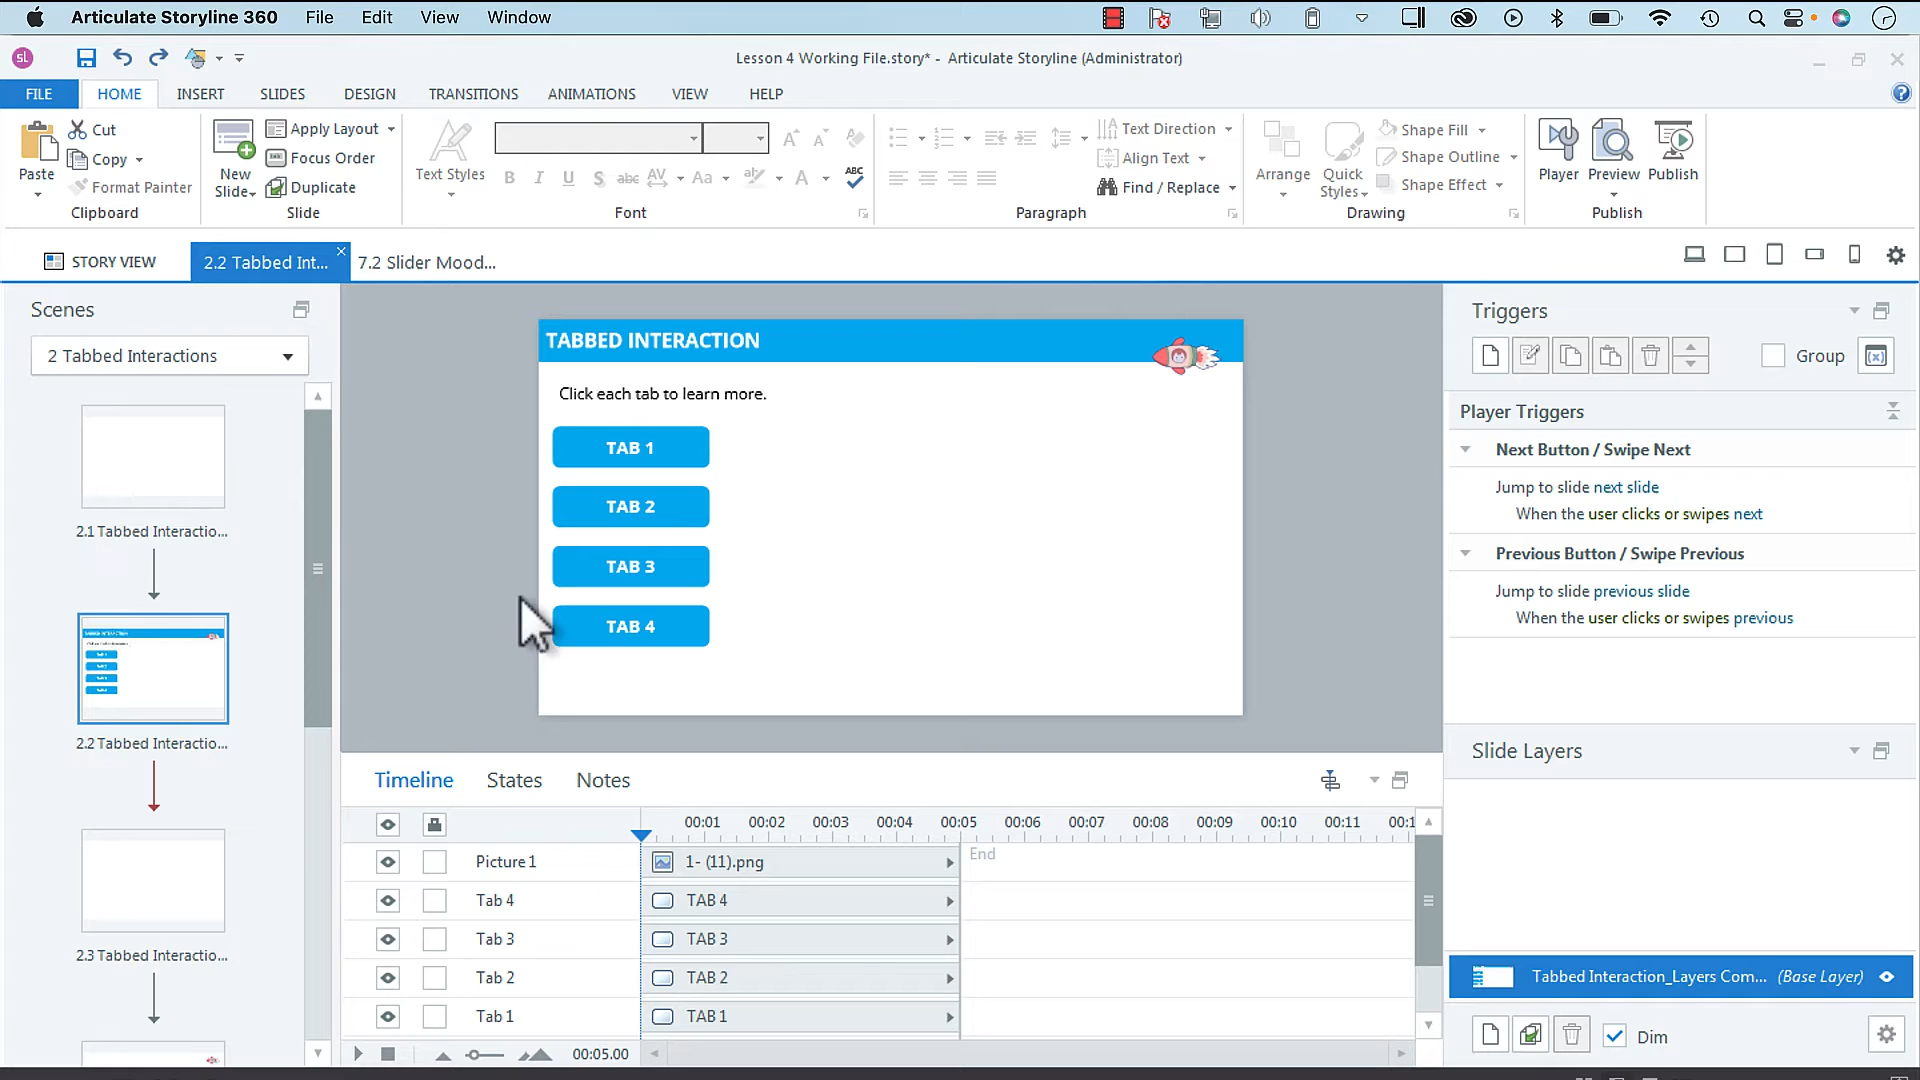 Articulate Storyline 360 File Edit View Window
SL
Lesson 4 Working File.story* - Articulate Storyline (Administrator)
FILE HOME INSERT SLIDES DESIGN TRANSITIONS ANIMATIONS VIEW HELP
Paste
Cut
Copy
Format Painter
Clipboard
New Slide
Apply Layout
Focus Order
Duplicate
Slide
Text Styles
B I U S abc AV Aa A ABC
Font
Text Direction
Align Text
Find / Replace
Paragraph
Arrange
Quick Styles
Shape Fill
Shape Outline
Shape Effect
Drawing
Player
Preview
Publish
Publish
STORY VIEW
2.2 Tabbed Int...
7.2 Slider Mood...
Scenes
2 Tabbed Interactions
2.1 Tabbed Interactio...
2.2 Tabbed Interactio...
2.3 Tabbed Interactio...
TABBED INTERACTION
Click each tab to learn more.
TAB 1
TAB 2
TAB 3
TAB 4
Timeline States Notes
00:01 00:02 00:03 00:04 00:05 00:06 00:07 00:08 00:09 00:10 00:11 00:1
Picture 1 1- (11).png End
Tab 4 TAB 4
Tab 3 TAB 3
Tab 2 TAB 2
Tab 1 TAB 1
00:05.00
Triggers
Group
Player Triggers
Next Button / Swipe Next
Jump to slide next slide
When the user clicks or swipes next
Previous Button / Swipe Previous
Jump to slide previous slide
When the user clicks or swipes previous
Slide Layers
Tabbed Interaction_Layers Com... (Base Layer)
Dim